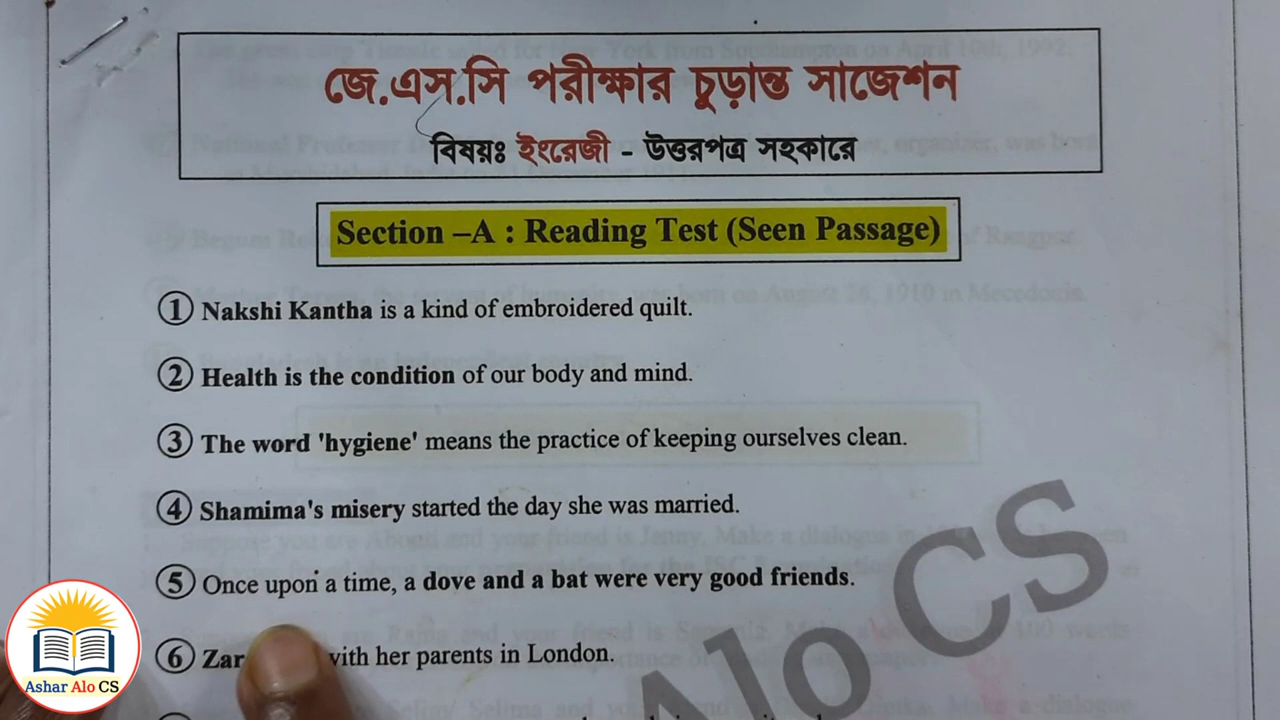 জে.এস.সি পরীক্ষার চুড়ান্ত সাজেশন
বিষয়ঃ ইংরেজী - উত্তরপত্র সহকারে
Section –A : Reading Test (Seen Passage)
① Nakshi Kantha is a kind of embroidered quilt.
② Health is the condition of our body and mind.
③ The word 'hygiene' means the practice of keeping ourselves clean.
④ Shamima's misery started the day she was married.
⑤ Once upon a time, a dove and a bat were very good friends.
⑥ with her parents in London.
Alo CS
Ashar Alo CS